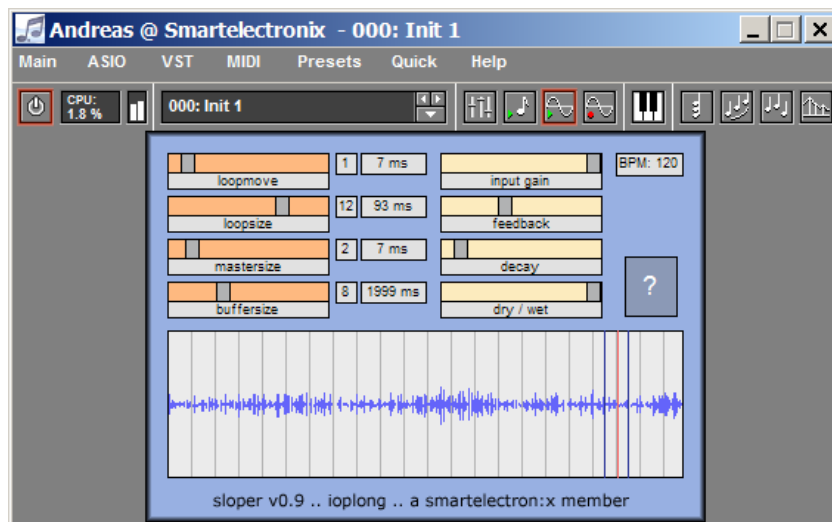 Andreas @ Smartelectronix - 000: Init 1
Main ASIO VST MIDI Presets Quick Help
CPU: 1.8 %
000: Init 1
1 7 ms
loopmove
input gain
BPM: 120
12 93 ms
loopsize
feedback
2 7 ms
mastersize
decay
8 1999 ms
buffersize
dry / wet
?
sloper v0.9 .. ioplong .. a smartelectron:x member